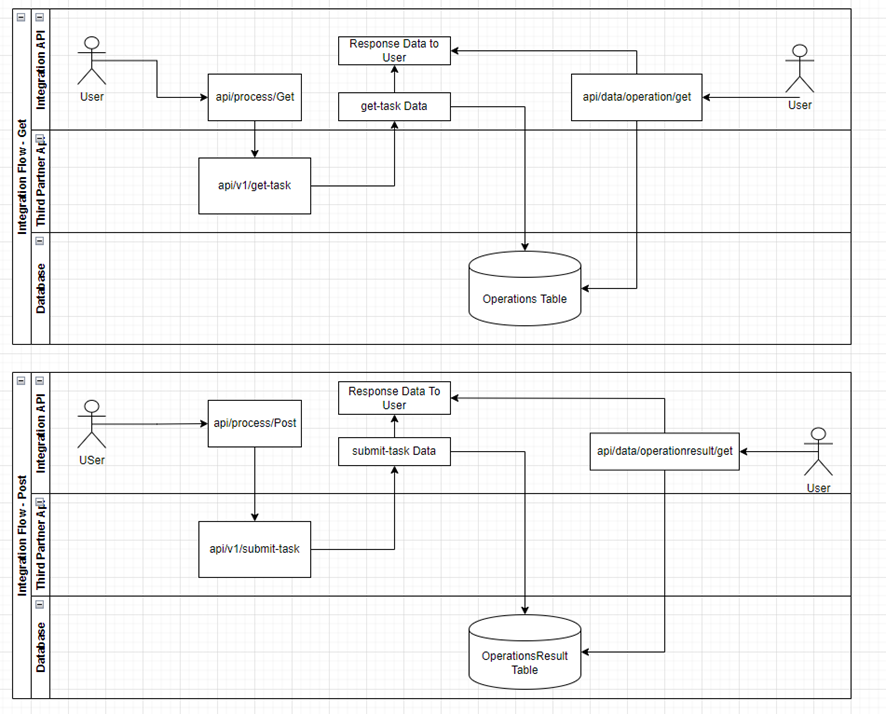 Integration Flow - Get
Integration API
User
api/process/Get
Response Data to
User
get-task Data
api/data/operation/get
User
Third Partner Api
api/v1/get-task
Database
Operations Table
Integration Flow - Post
Integration API
USer
api/process/Post
Response Data To
User
submit-task Data
api/data/operationresult/get
User
Third Partner Api
api/v1/submit-task
Database
OperationsResult
Table